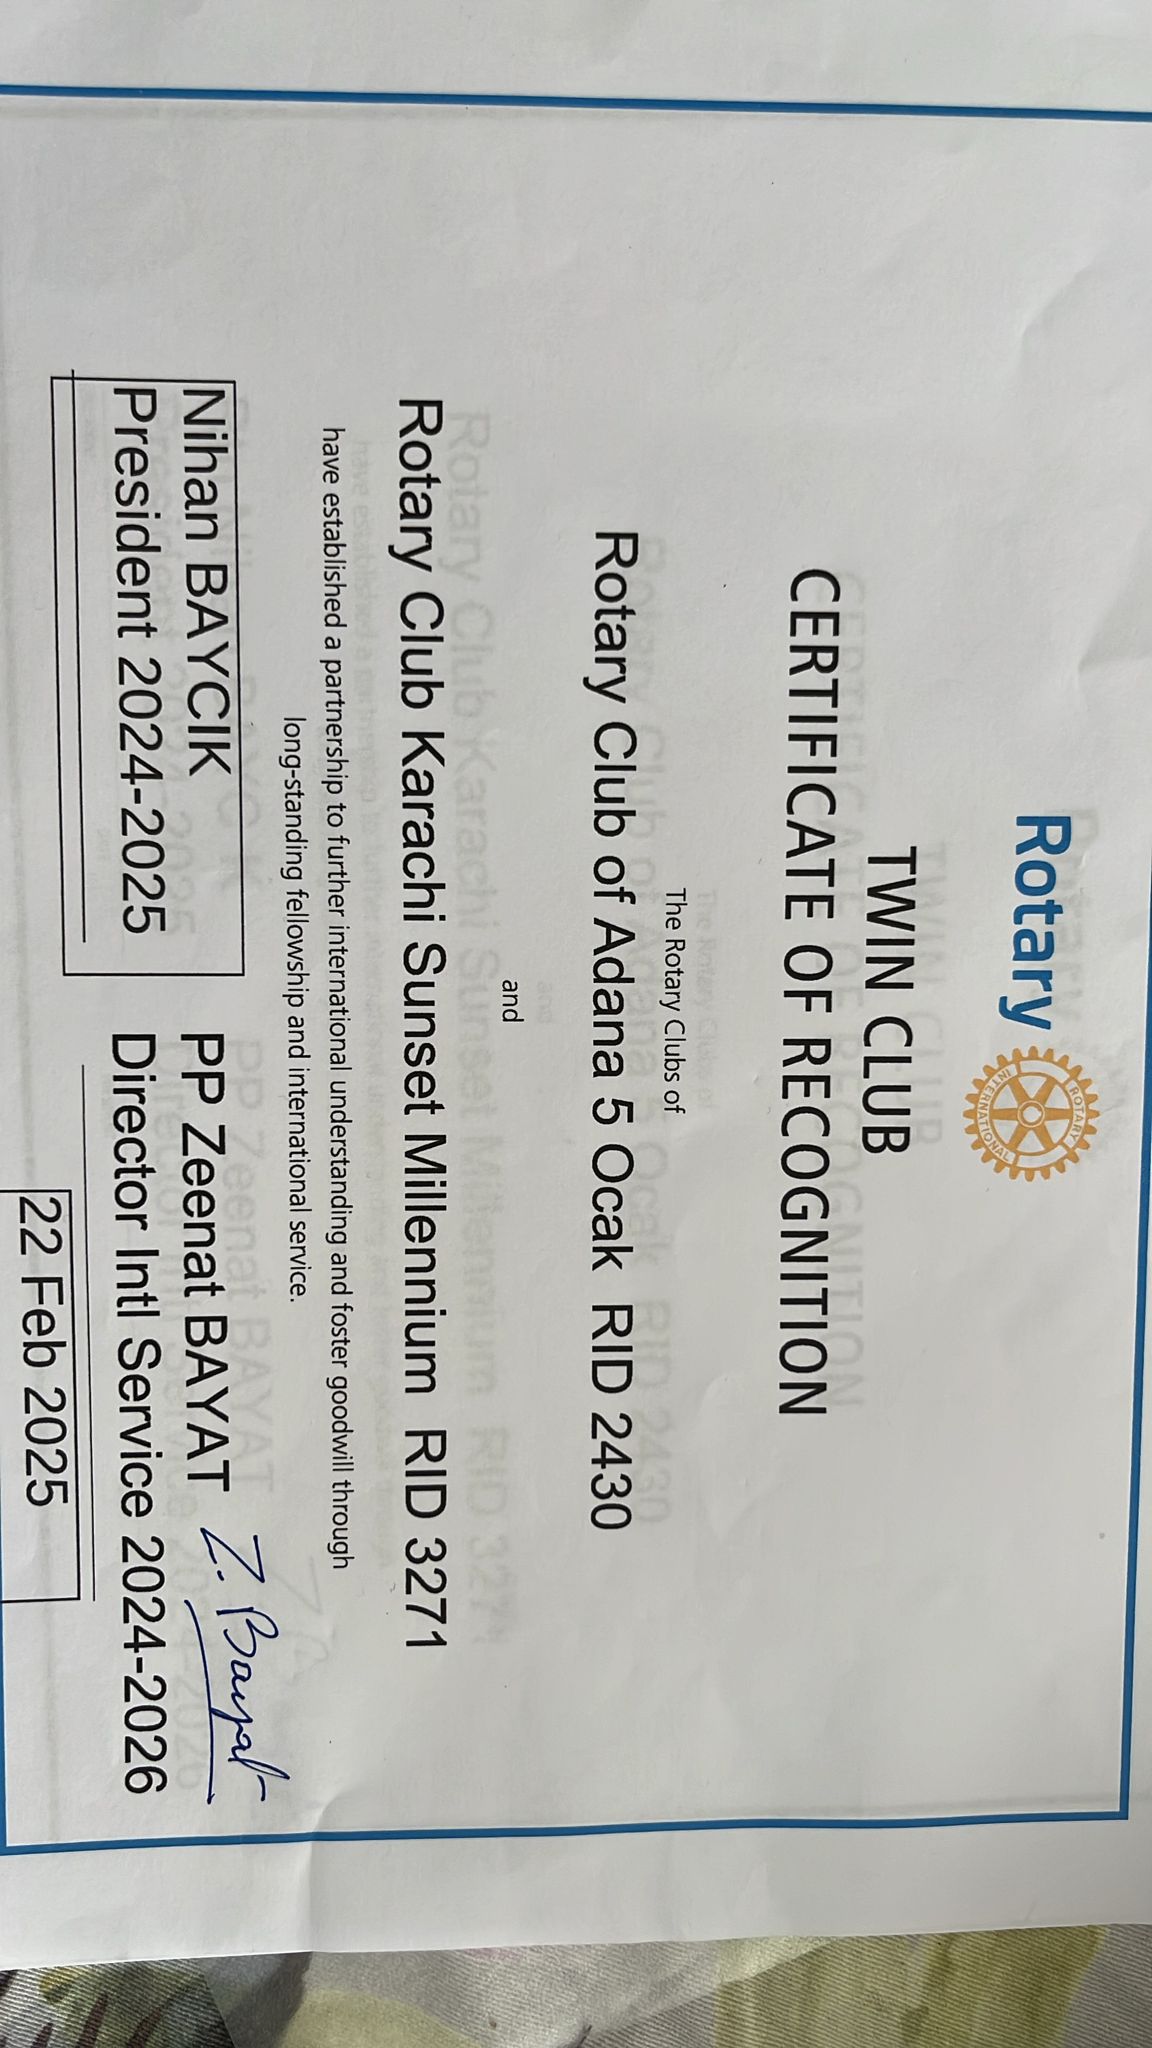 Rotary
ROTARY
INTERNATIONAL
TWIN CLUB
CERTIFICATE OF RECOGNITION
The Rotary Clubs of
Rotary Club of Adana 5 Ocak RID 2430
and
Rotary Club Karachi Sunset Millennium RID 3271
have established a partnership to further international understanding and foster goodwill through
long-standing fellowship and international service.
Nihan BAYCIK
President 2024-2025
PP Zeenat BAYAT
Z. Bayat
Director Intl Service 2024-2026
22 Feb 2025